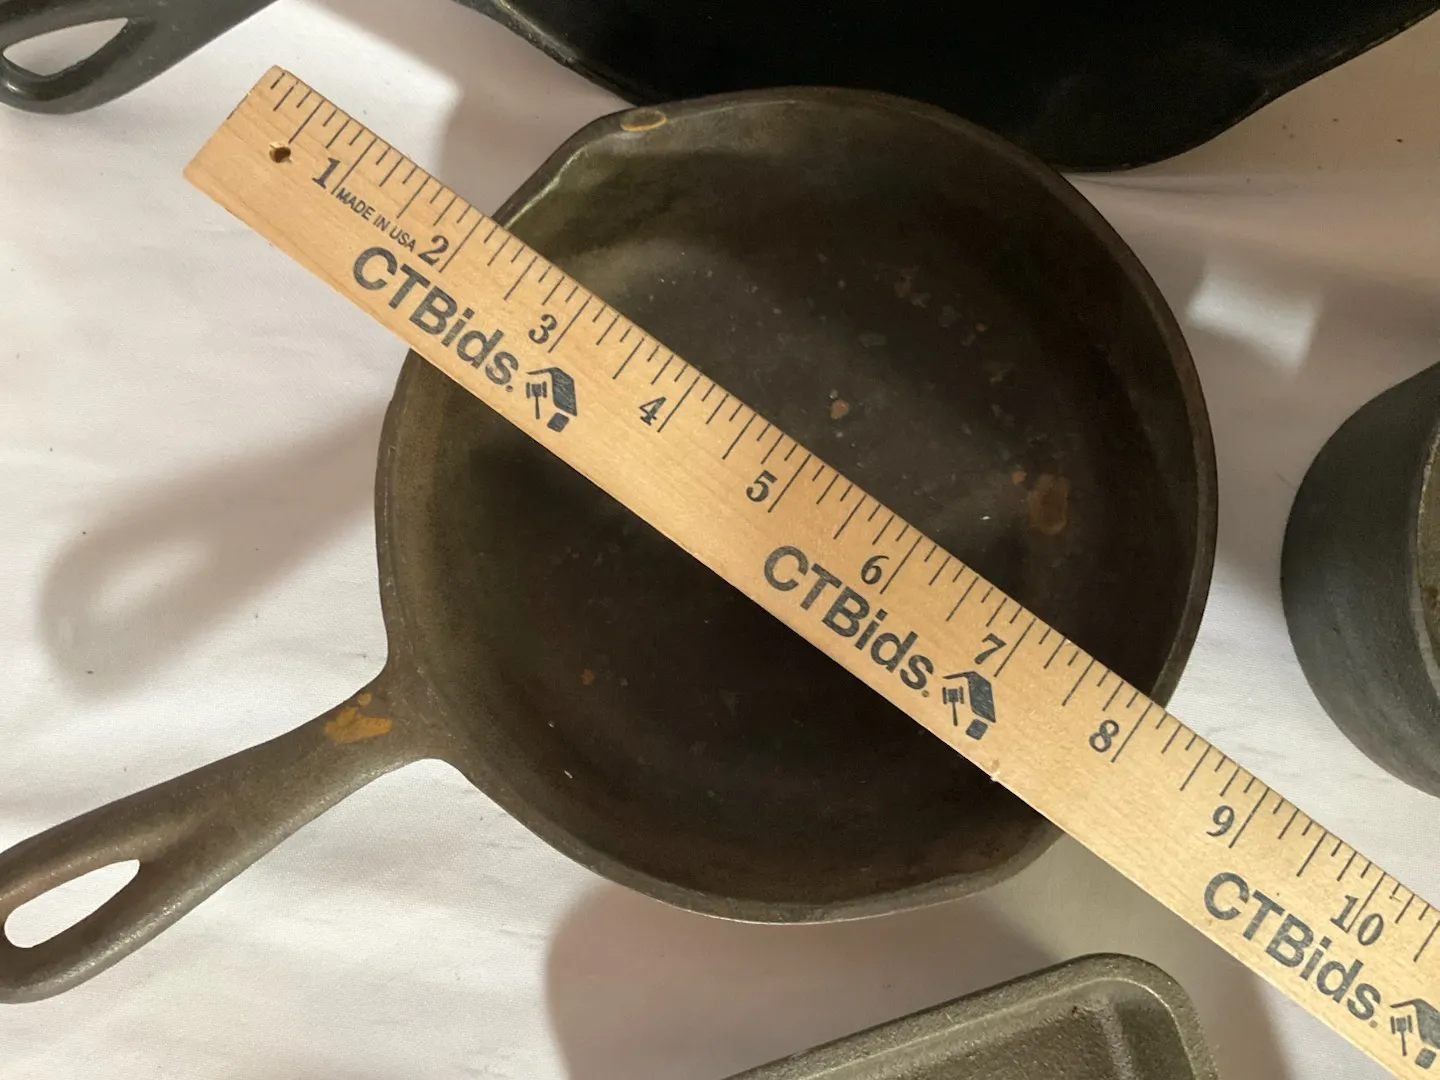 1 2 3 4 5 6 7 8 9 10
MADE IN USA
CTBids.
CTBids.
CTBids.